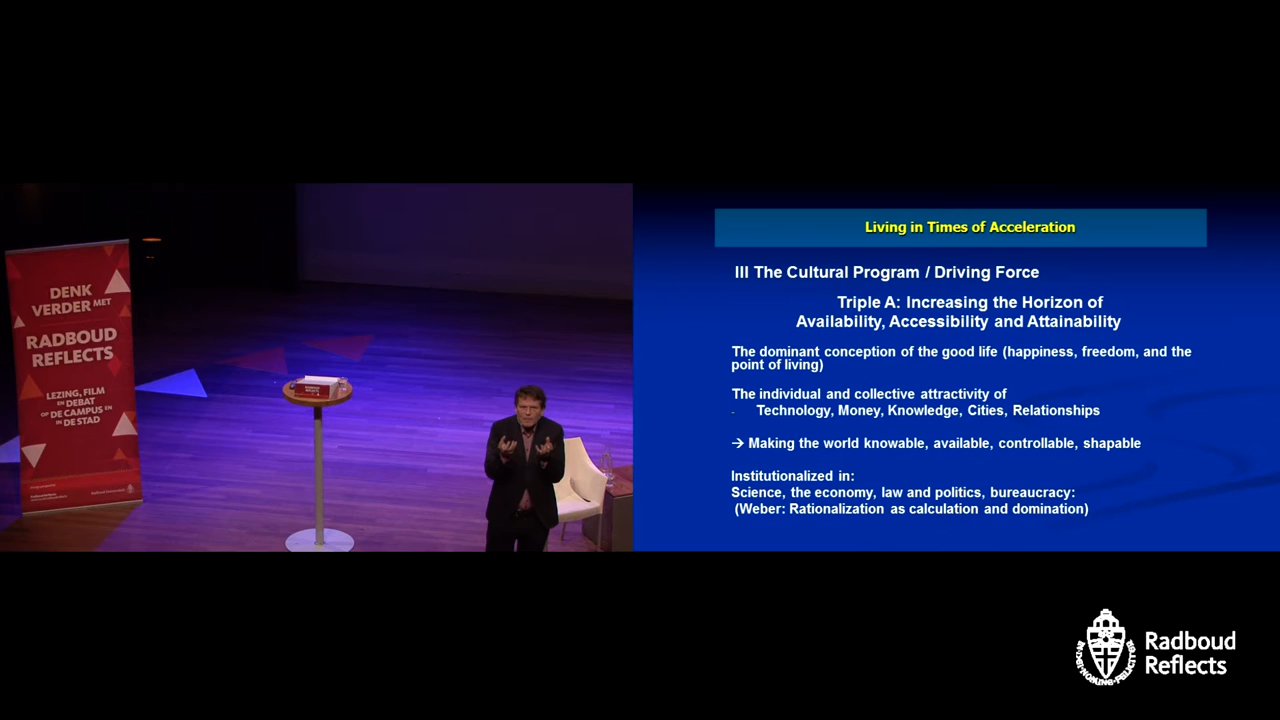 DENK
VERDER MET
RADBOUD
REFLECTS
LEZING, FILM
EN DEBAT
OP DE CAMPUS EN
IN DE STAD
RADBOUD
REFLECTS
Living in Times of Acceleration
III The Cultural Program / Driving Force
Triple A: Increasing the Horizon of
Availability, Accessibility and Attainability
The dominant conception of the good life (happiness, freedom, and the
point of living)
The individual and collective attractivity of
- Technology, Money, Knowledge, Cities, Relationships
→ Making the world knowable, available, controllable, shapable
Institutionalized in:
Science, the economy, law and politics, bureaucracy:
(Weber: Rationalization as calculation and domination)
Radboud
Reflects